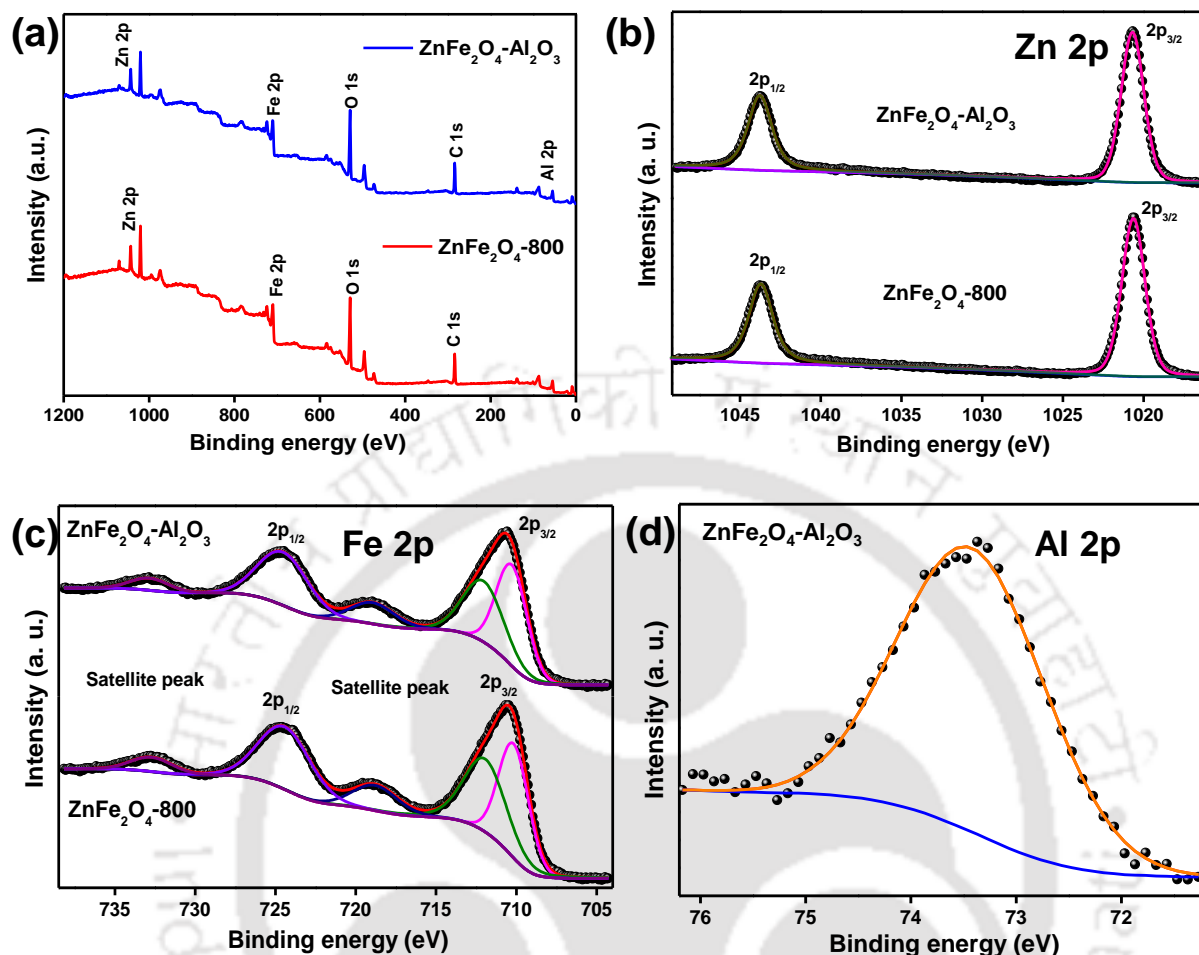 (a)
ZnFe₂O₄-Al₂O₃
Zn 2p
Fe 2p
O 1s
C 1s
Al 2p
ZnFe₂O₄-800
Zn 2p
Fe 2p
O 1s
C 1s
Intensity (a.u.)
1200 1000 800 600 400 200 0
Binding energy (eV)
(b)
Zn 2p
2p₃/₂
2p₁/₂
ZnFe₂O₄-Al₂O₃
2p₃/₂
2p₁/₂
ZnFe₂O₄-800
Intensity (a. u.)
1045 1040 1035 1030 1025 1020
Binding energy (eV)
(c)
ZnFe₂O₄-Al₂O₃
Fe 2p
2p₁/₂
2p₃/₂
Satellite peak
Satellite peak
2p₁/₂
2p₃/₂
ZnFe₂O₄-800
Intensity (a. u.)
735 730 725 720 715 710 705
Binding energy (eV)
(d)
ZnFe₂O₄-Al₂O₃
Al 2p
Intensity (a. u.)
76 75 74 73 72
Binding energy (eV)